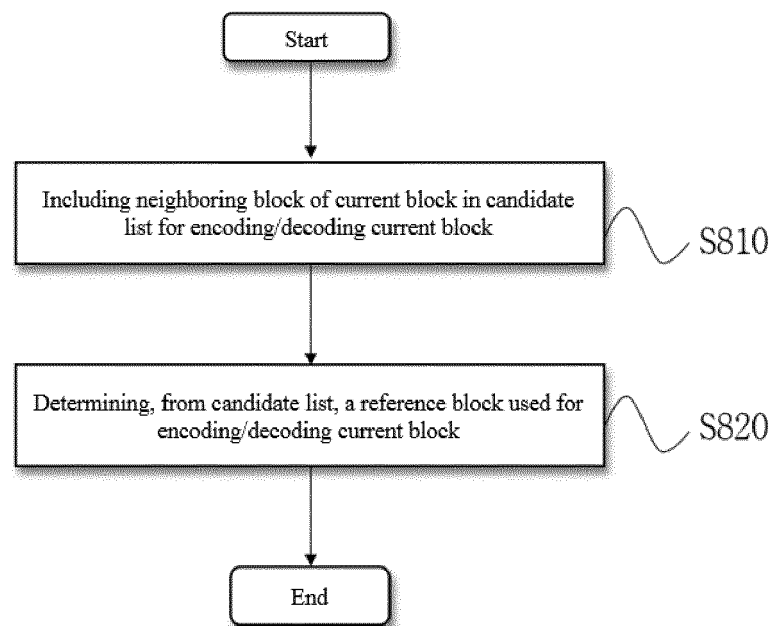 Start
Including neighboring block of current block in candidate
list for encoding/decoding current block
S810
Determining, from candidate list, a reference block used for
encoding/decoding current block
S820
End